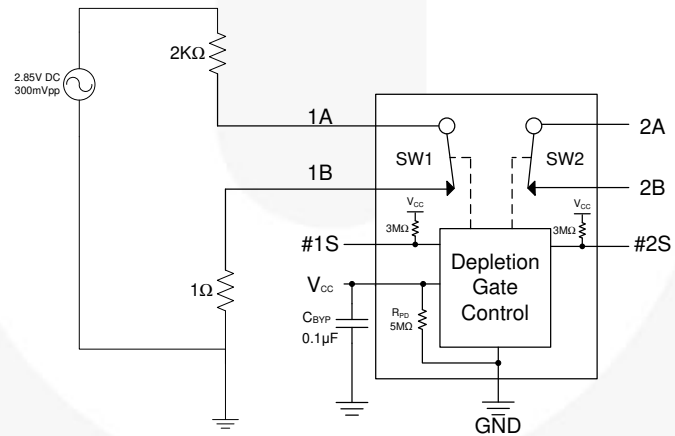 2KΩ
2.85V DC
300mVpp
1A
2A
SW1
SW2
1B
2B
VCC
3MΩ
VCC
3MΩ
#1S
#2S
Depletion
Gate
Control
VCC
1Ω
CBYP
0.1µF
RPD
5MΩ
GND